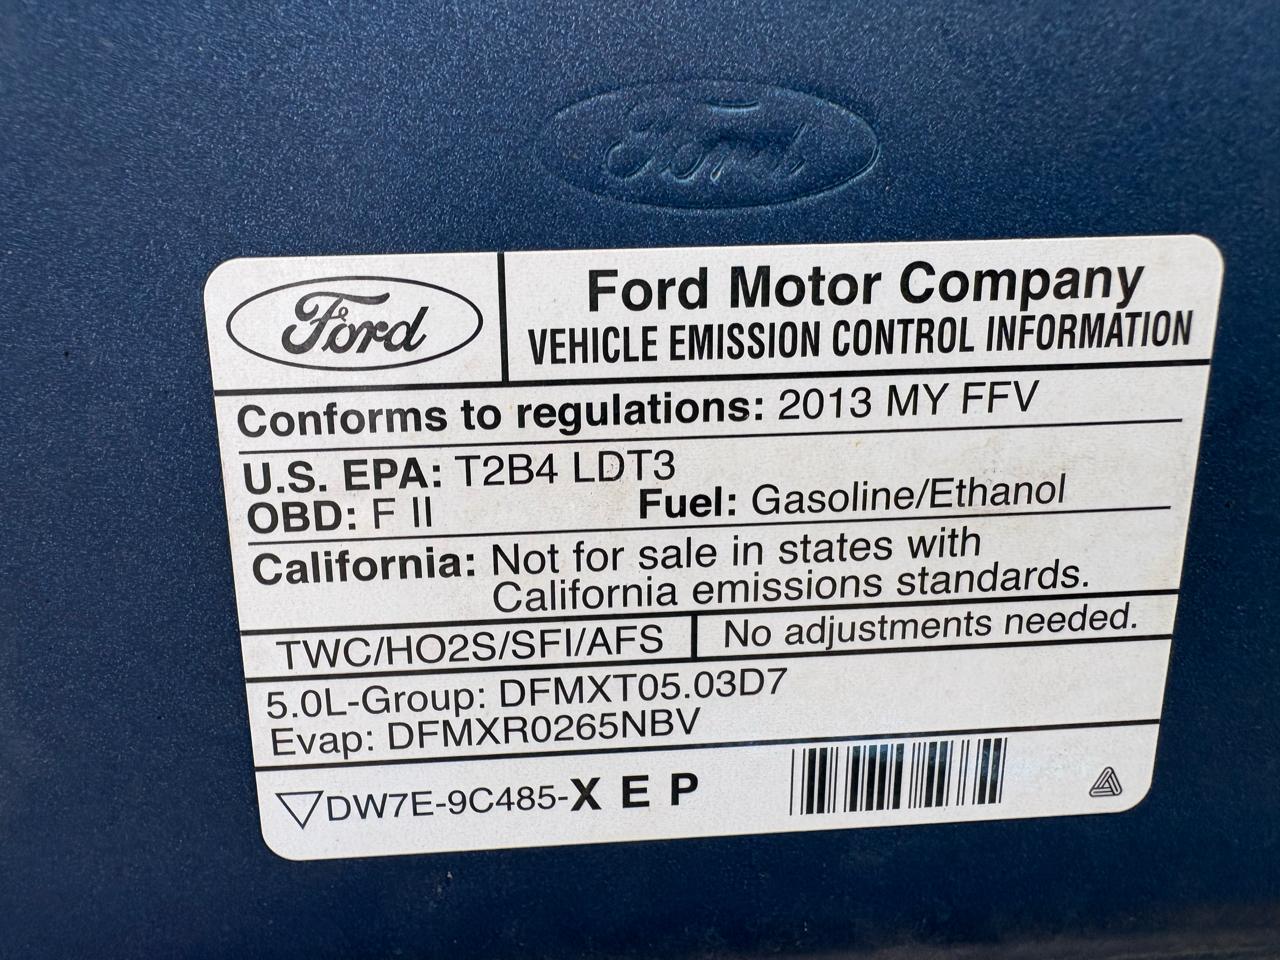 Ford
Ford
Ford Motor Company
VEHICLE EMISSION CONTROL INFORMATION
Conforms to regulations: 2013 MY FFV
U.S. EPA: T2B4 LDT3
OBD: F II Fuel: Gasoline/Ethanol
California: Not for sale in states with
California emissions standards.
TWC/HO2S/SFI/AFS No adjustments needed.
5.0L-Group: DFMXT05.03D7
Evap: DFMXR0265NBV
DW7E-9C485-X E P